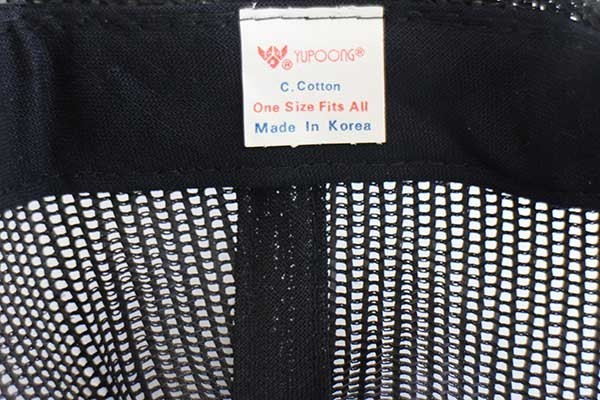 ® YUPOONG®
C. Cotton
One Size Fits All
Made In Korea